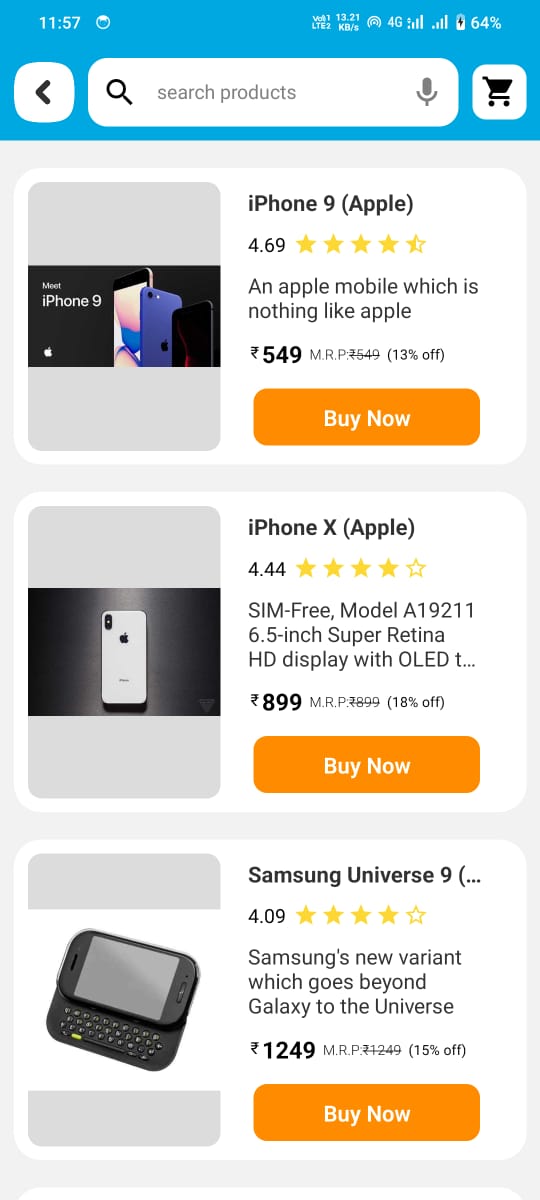 11:57
Vo)) 1 LTE2 13.21 KB/s 4G 64%
search products
iPhone 9 (Apple)
4.69
Meet
iPhone 9
An apple mobile which is
nothing like apple
₹549 M.R.P:₹549 (13% off)
Buy Now
iPhone X (Apple)
4.44
SIM-Free, Model A19211
6.5-inch Super Retina
HD display with OLED t...
₹899 M.R.P:₹899 (18% off)
Buy Now
Samsung Universe 9 (...
4.09
Samsung's new variant
which goes beyond
Galaxy to the Universe
₹1249 M.R.P:₹1249 (15% off)
Buy Now